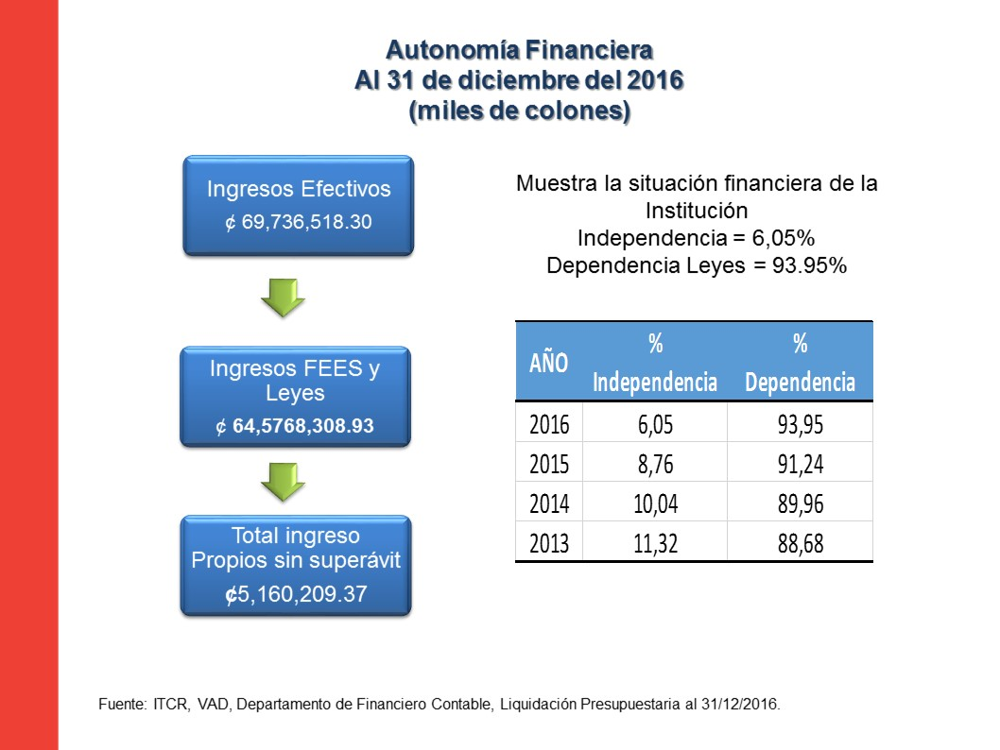 Autonomía Financiera
Al 31 de diciembre del 2016
(miles de colones)
Ingresos Efectivos
₡ 69,736,518.30
Ingresos FEES y
Leyes
₡ 64,5768,308.93
Total ingreso
Propios sin superávit
₡5,160,209.37
Muestra la situación financiera de la
Institución
Independencia = 6,05%
Dependencia Leyes = 93.95%
AÑO % Independencia % Dependencia
2016 6,05 93,95
2015 8,76 91,24
2014 10,04 89,96
2013 11,32 88,68
Fuente: ITCR, VAD, Departamento de Financiero Contable, Liquidación Presupuestaria al 31/12/2016.